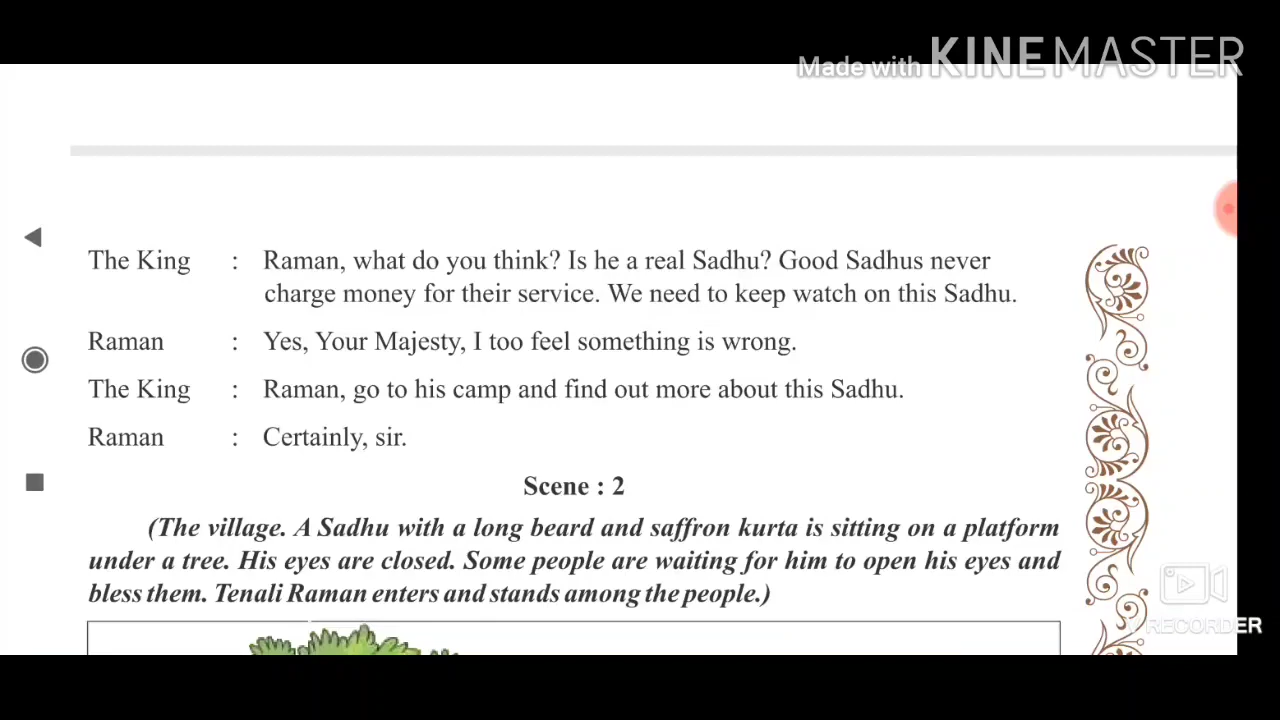 Made with KINEMASTER
The King : Raman, what do you think? Is he a real Sadhu? Good Sadhus never
charge money for their service. We need to keep watch on this Sadhu.
Raman : Yes, Your Majesty, I too feel something is wrong.
The King : Raman, go to his camp and find out more about this Sadhu.
Raman : Certainly, sir.
Scene : 2
(The village. A Sadhu with a long beard and saffron kurta is sitting on a platform
under a tree. His eyes are closed. Some people are waiting for him to open his eyes and
bless them. Tenali Raman enters and stands among the people.)
RECORDER